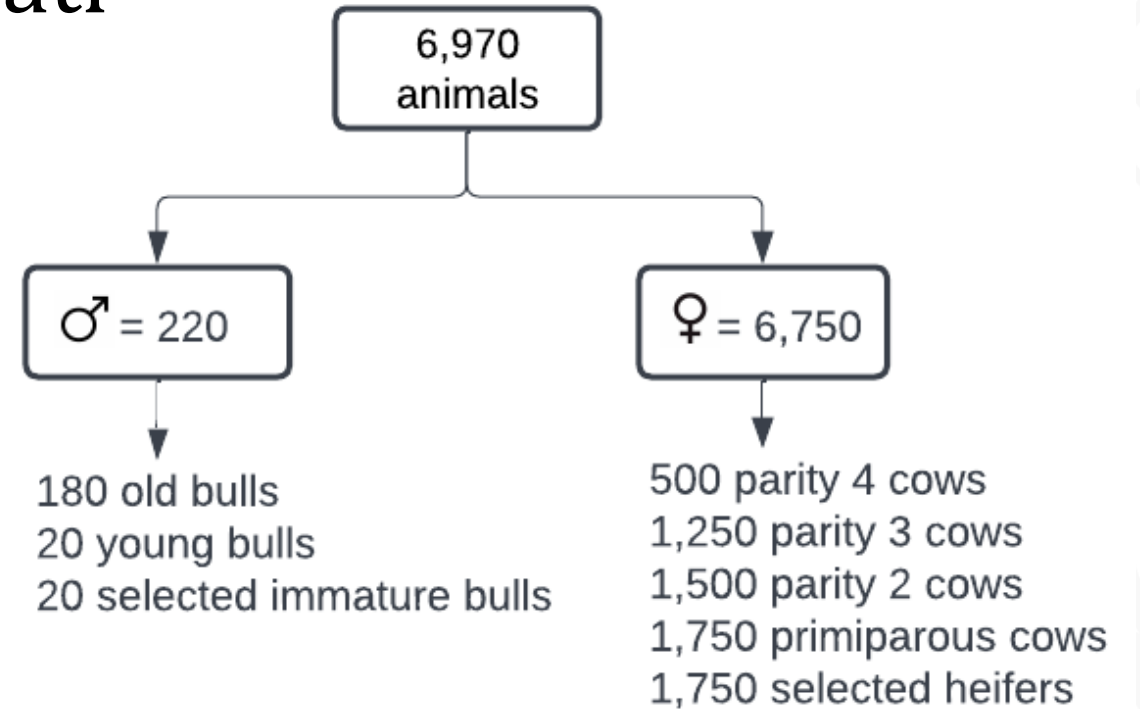 6,970
animals
♂ = 220
♀ = 6,750
180 old bulls
20 young bulls
20 selected immature bulls
500 parity 4 cows
1,250 parity 3 cows
1,500 parity 2 cows
1,750 primiparous cows
1,750 selected heifers